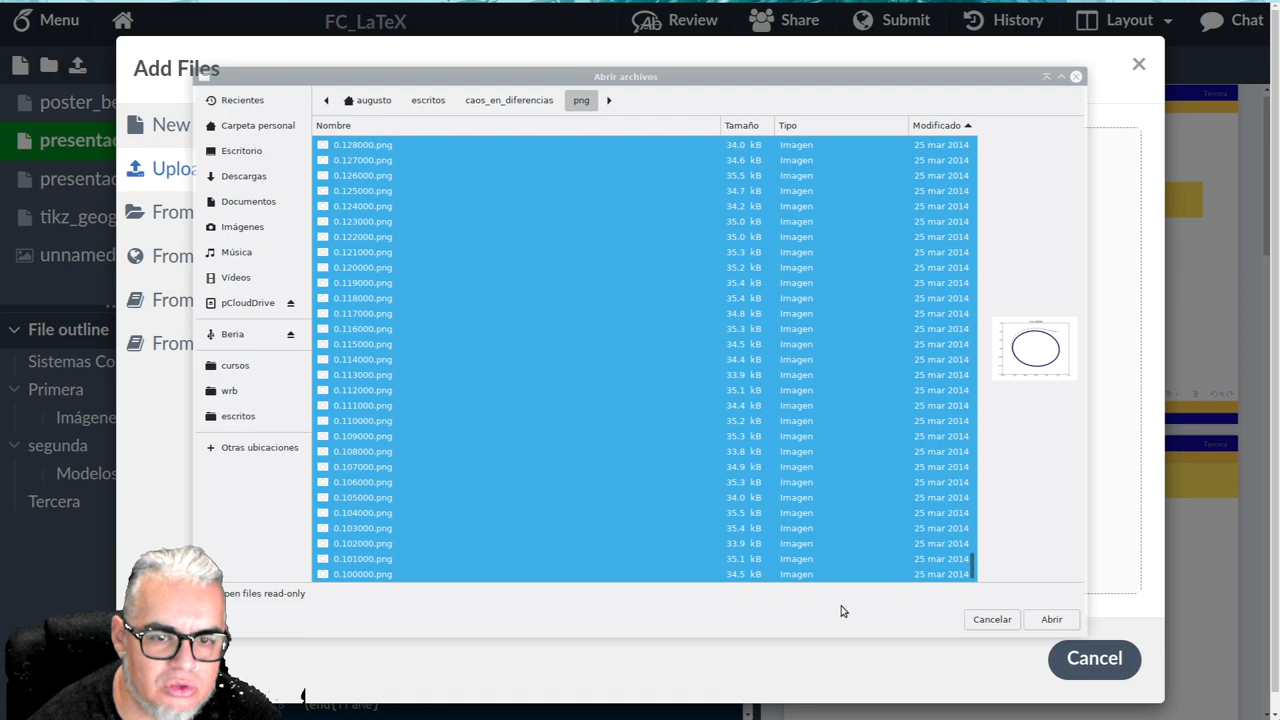 Menu
FC_LaTeX
Review
Share
Submit
History
Layout
Chat
Add Files
Abrir archivos
poster_be
New
presentac
Uplo
presentac
From
tikz_geog
From
unnamed
From
From
File outline
Sistemas Co
Primera
Imágene
segunda
Modelos
Tercera
Recientes
Carpeta personal
Escritorio
Descargas
Documentos
Imágenes
Música
Vídeos
pCloudDrive
Beria
cursos
wrb
escritos
Otras ubicaciones
augusto escritos caos_en_diferencias png
Nombre Tamaño Tipo Modificado
0.128000.png 34.0 kB Imagen 25 mar 2014
0.127000.png 34.6 kB Imagen 25 mar 2014
0.126000.png 35.5 kB Imagen 25 mar 2014
0.125000.png 34.7 kB Imagen 25 mar 2014
0.124000.png 34.2 kB Imagen 25 mar 2014
0.123000.png 35.0 kB Imagen 25 mar 2014
0.122000.png 35.0 kB Imagen 25 mar 2014
0.121000.png 35.3 kB Imagen 25 mar 2014
0.120000.png 35.2 kB Imagen 25 mar 2014
0.119000.png 35.4 kB Imagen 25 mar 2014
0.118000.png 35.4 kB Imagen 25 mar 2014
0.117000.png 34.8 kB Imagen 25 mar 2014
0.116000.png 35.3 kB Imagen 25 mar 2014
0.115000.png 34.5 kB Imagen 25 mar 2014
0.114000.png 34.4 kB Imagen 25 mar 2014
0.113000.png 33.9 kB Imagen 25 mar 2014
0.112000.png 35.1 kB Imagen 25 mar 2014
0.111000.png 34.4 kB Imagen 25 mar 2014
0.110000.png 35.2 kB Imagen 25 mar 2014
0.109000.png 35.3 kB Imagen 25 mar 2014
0.108000.png 33.8 kB Imagen 25 mar 2014
0.107000.png 34.9 kB Imagen 25 mar 2014
0.106000.png 35.3 kB Imagen 25 mar 2014
0.105000.png 34.0 kB Imagen 25 mar 2014
0.104000.png 35.5 kB Imagen 25 mar 2014
0.103000.png 35.4 kB Imagen 25 mar 2014
0.102000.png 33.9 kB Imagen 25 mar 2014
0.101000.png 35.1 kB Imagen 25 mar 2014
0.100000.png 34.5 kB Imagen 25 mar 2014
pen files read-only
Cancelar
Abrir
Cancel
\end{frame}
Tercera
Tercera